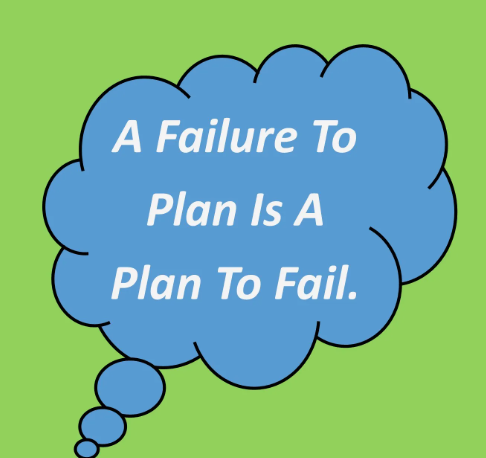 A Failure To
Plan Is A
Plan To Fail.